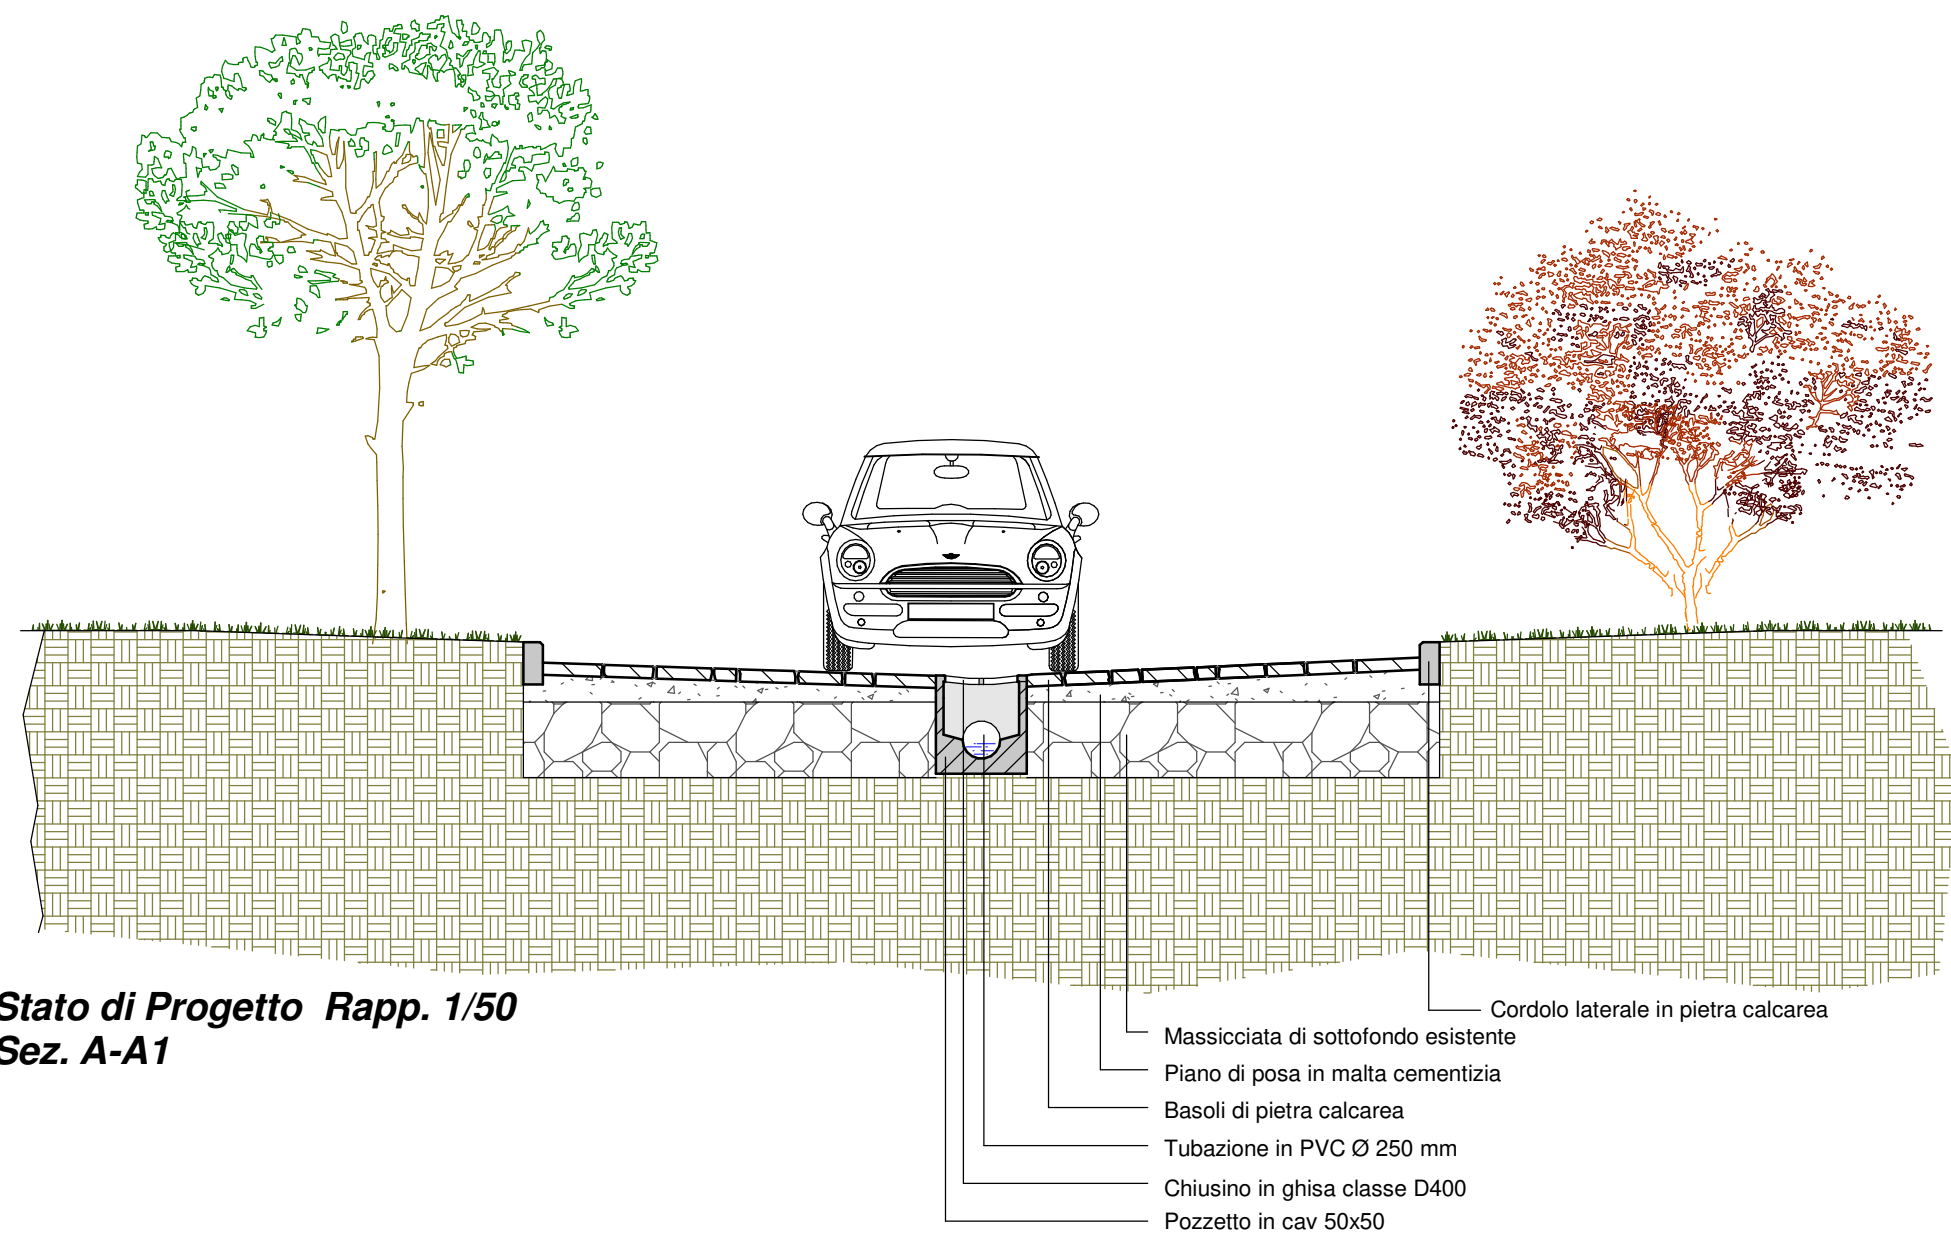 Stato di Progetto Rapp. 1/50
Sez. A-A1
Cordolo laterale in pietra calcarea
Massicciata di sottofondo esistente
Piano di posa in malta cementizia
Basoli di pietra calcarea
Tubazione in PVC Ø 250 mm
Chiusino in ghisa classe D400
Pozzetto in cav 50x50